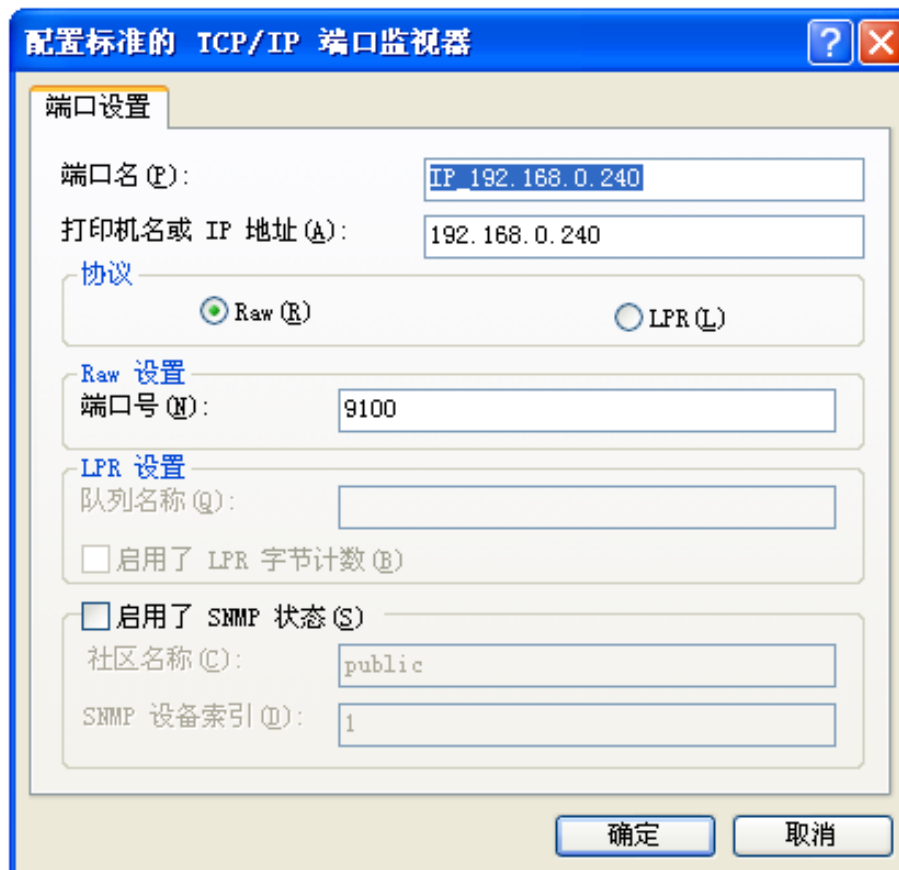 配置标准的 TCP/IP 端口监视器
端口设置
端口名(P): IP_192.168.0.240
打印机名或 IP 地址(A): 192.168.0.240
协议
Raw(R) LPR(L)
Raw 设置
端口号(N): 9100
LPR 设置
队列名称(Q):
启用了 LPR 字节计数(B)
启用了 SNMP 状态(S)
社区名称(C): public
SNMP 设备索引(D): 1
确定 取消